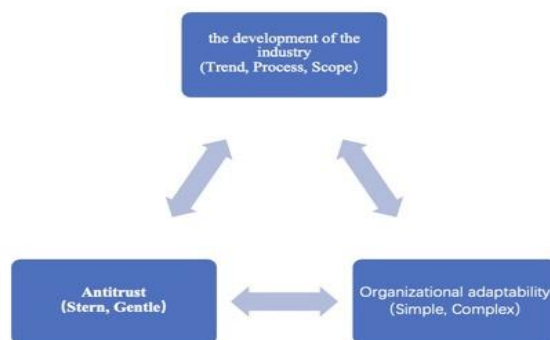 the development of the
industry
(Trend, Process, Scope)
Antitrust
(Stern, Gentle)
Organizational adaptability
(Simple, Complex)